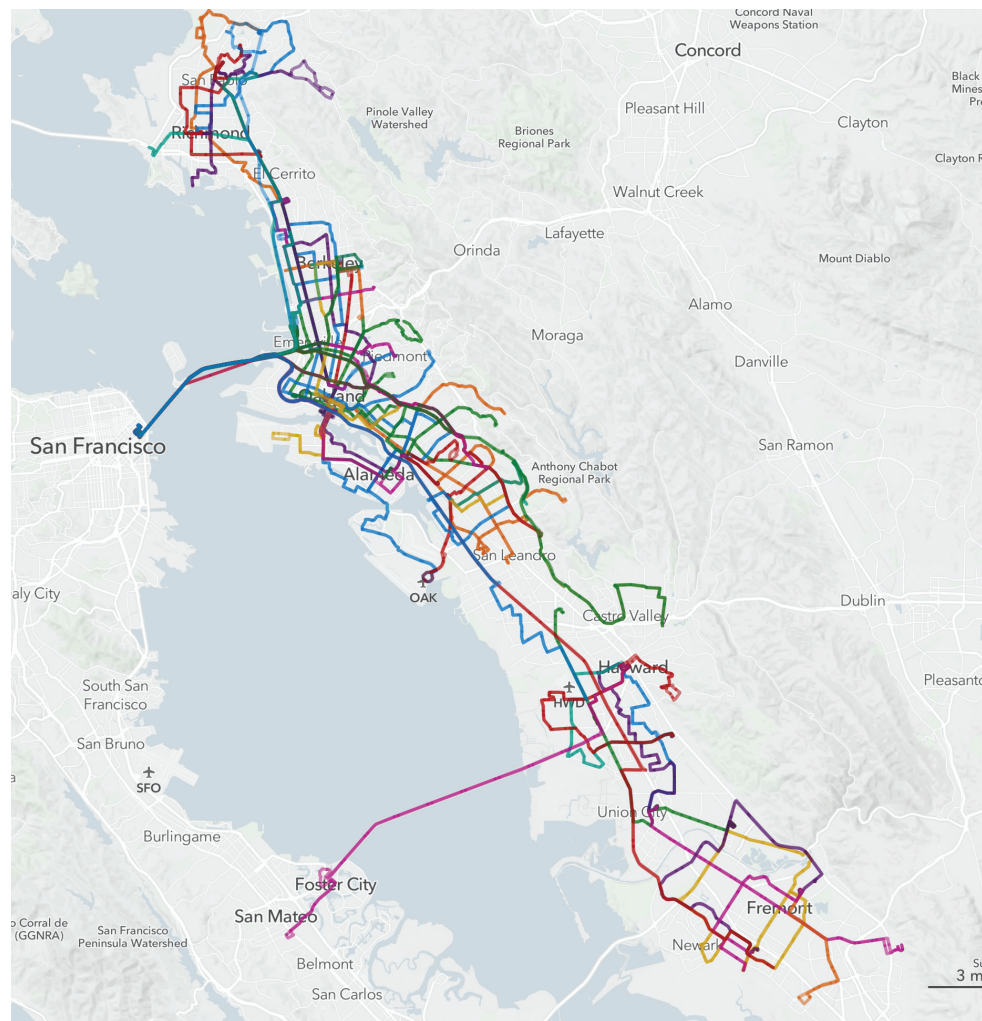 Concord Naval
Weapons Station
Concord
San Pablo
Black
Mines
Pinole Valley
Watershed
Pleasant Hill
Clayton
Richmond
Briones
Regional Park
Clayton R
El Cerrito
Walnut Creek
Lafayette
Orinda
Mount Diablo
Berkeley
Alamo
Emeryville
Moraga
Piedmont
Danville
Oakland
San Francisco
San Ramon
Alameda
Anthony Chabot
Regional Park
San Leandro
aly City
OAK
Dublin
Castro Valley
Hayward
Pleasanto
South San
Francisco
HWD
San Bruno
SFO
Union City
Burlingame
Foster City
Fremont
San Mateo
o Corral de
(GGNRA)
San Francisco
Peninsula Watershed
Newark
Belmont
Su
3 m
San Carlos